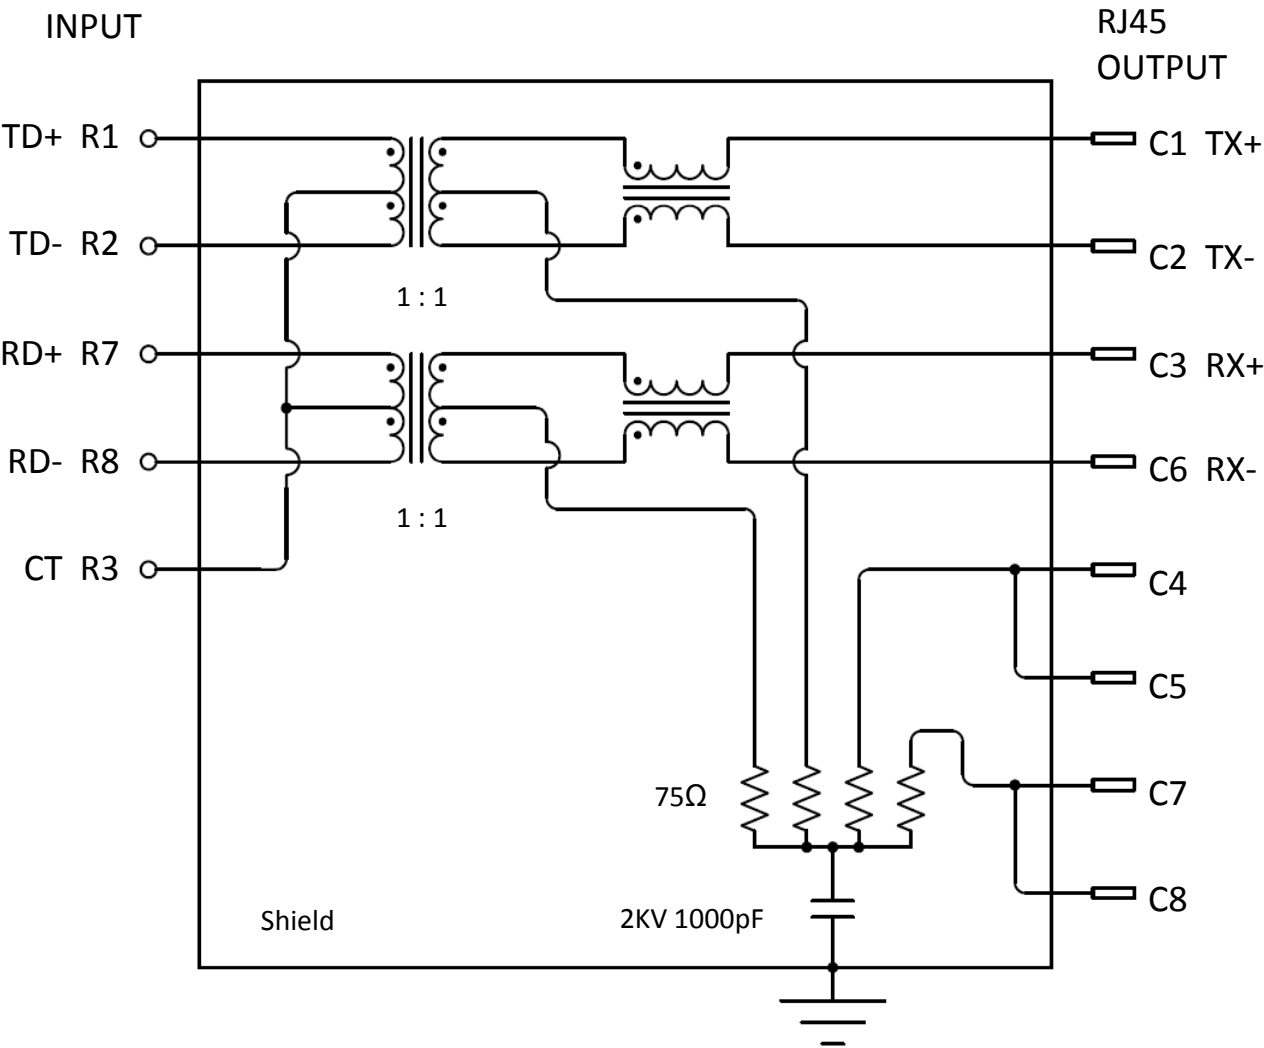 INPUT
RJ45
OUTPUT
TD+ R1
C1 TX+
TD- R2
C2 TX-
1 : 1
RD+ R7
C3 RX+
RD- R8
C6 RX-
1 : 1
CT R3
C4
C5
75Ω
C7
C8
Shield
2KV 1000pF